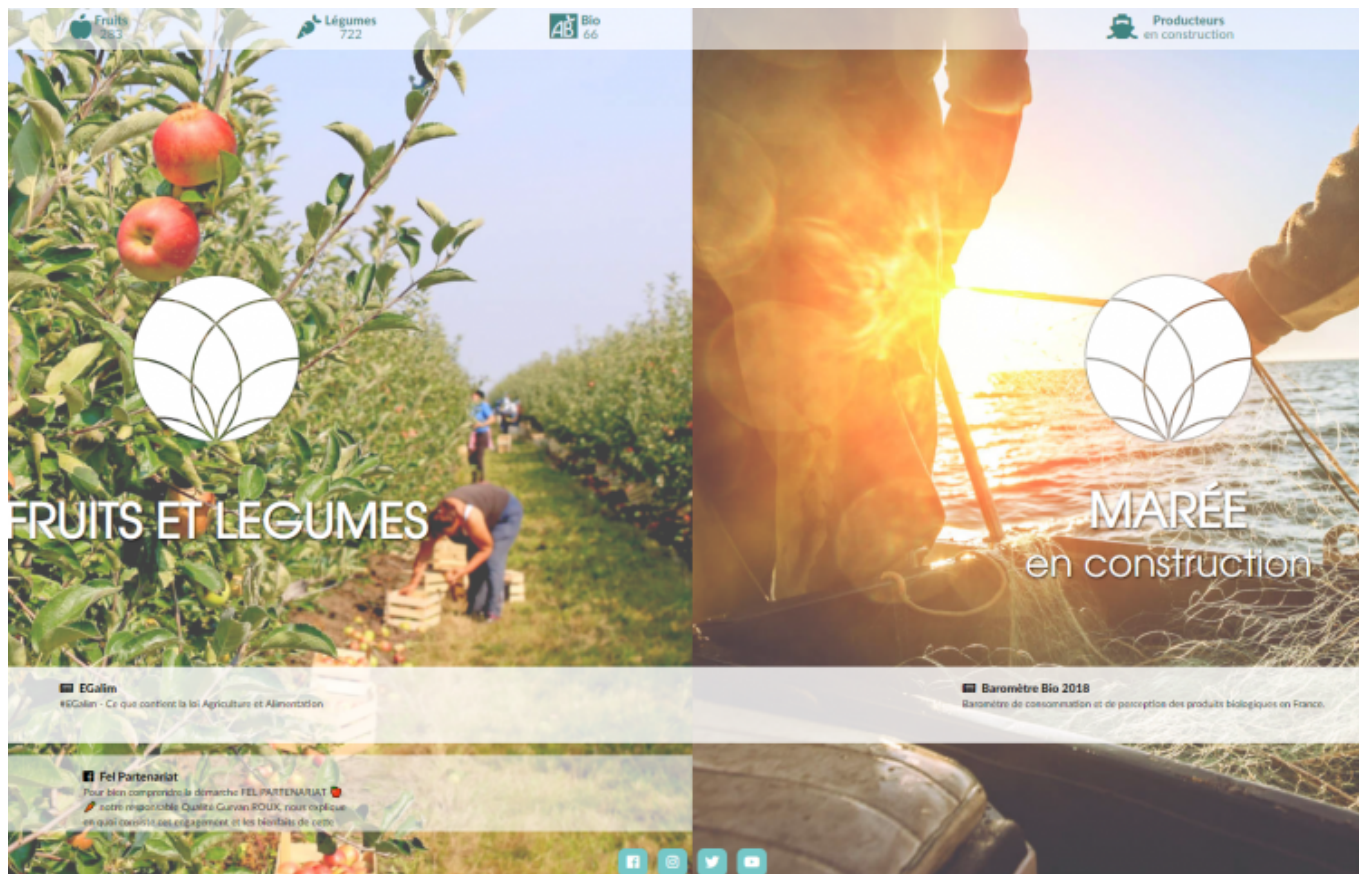 Fruits
283
Légumes
722
AB
Bio
66
Producteurs
en construction
FRUITS ET LEGUMES
MARÉE
en construction
EGalim
#EGalim - Ce que contient la loi Agriculture et Alimentation
Baromètre Bio 2018
Baromètre de consommation et de perception des produits biologiques en France.
Fel Partenariat
Pour bien comprendre la démarche FEL PARTENARIAT 🍎
🥕 notre responsable Qualité Gurvan ROUX, nous explique
en quoi consiste cet engagement et les bienfaits de cette